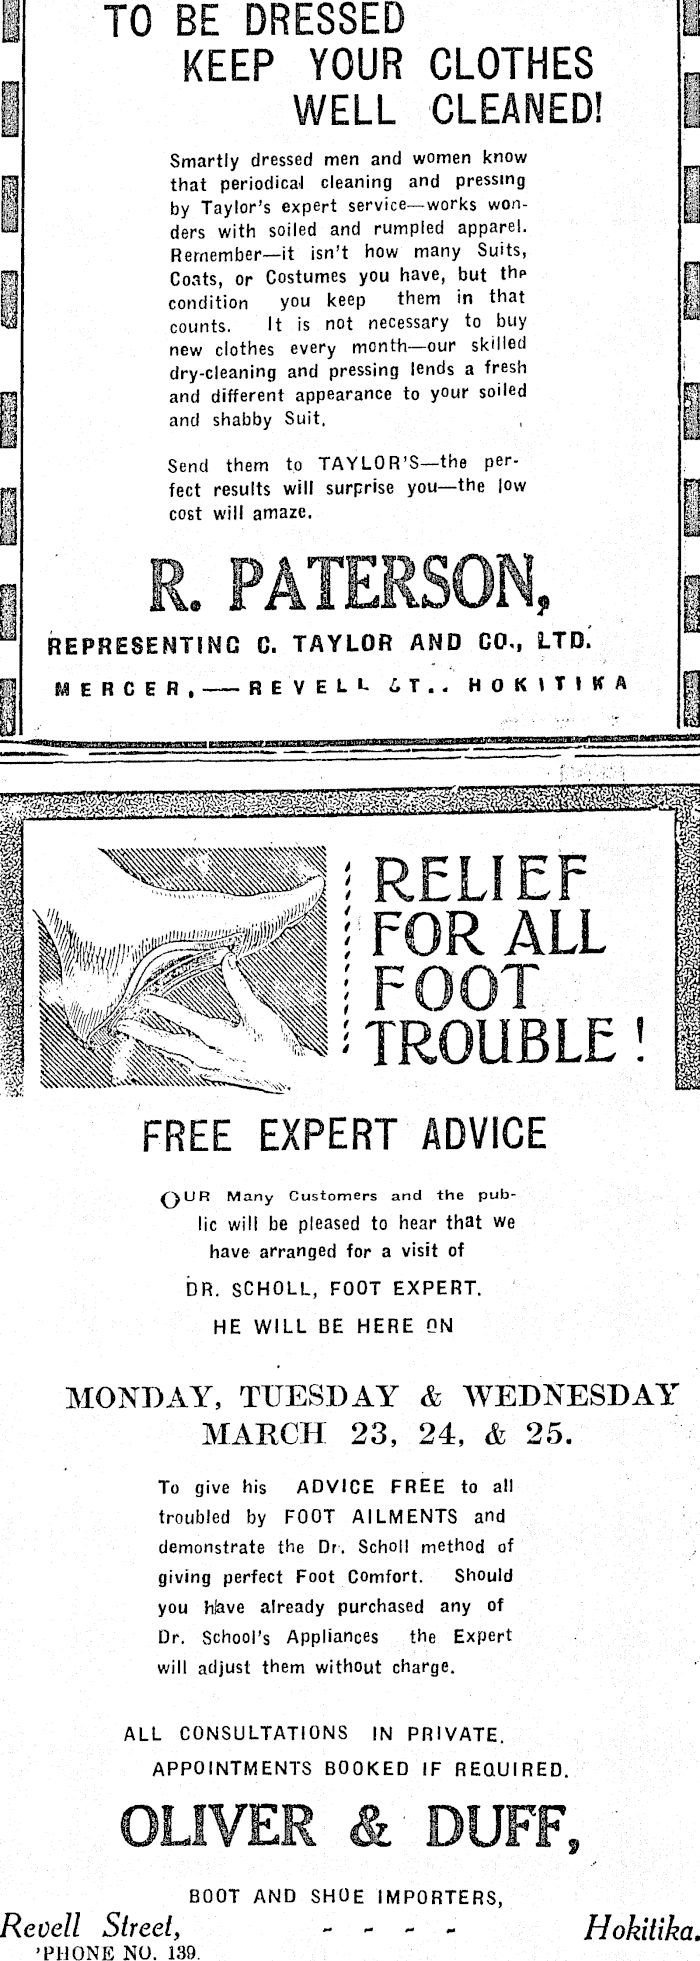 TO BE DRESSED
KEEP YOUR CLOTHES
WELL CLEANED!
Smartly dressed men and women know
that periodical cleaning and pressing
by Taylor's expert service—works won-
ders with soiled and rumpled apparel.
Remember—it isn't how many Suits,
Coats, or Costumes you have, but the
condition you keep them in that
counts. It is not necessary to buy
new clothes every month—our skilled
dry-cleaning and pressing lends a fresh
and different appearance to your soiled
and shabby Suit.
Send them to TAYLOR'S—the per-
fect results will surprise you—the low
cost will amaze.
R. PATERSON,
REPRESENTING C. TAYLOR AND CO., LTD.
MERCER,—REVELL ST.. HOKITIKA
RELIEF
FOR ALL
FOOT
TROUBLE!
FREE EXPERT ADVICE
OUR Many Customers and the pub-
lic will be pleased to hear that we
have arranged for a visit of
DR. SCHOLL, FOOT EXPERT.
HE WILL BE HERE ON
MONDAY, TUESDAY & WEDNESDAY
MARCH 23, 24, & 25.
To give his ADVICE FREE to all
troubled by FOOT AILMENTS and
demonstrate the Dr. Scholl method of
giving perfect Foot Comfort. Should
you have already purchased any of
Dr. School's Appliances the Expert
will adjust them without charge.
ALL CONSULTATIONS IN PRIVATE.
APPOINTMENTS BOOKED IF REQUIRED.
OLIVER & DUFF,
BOOT AND SHOE IMPORTERS,
Revell Street, - - - - Hokitika.
'PHONE NO. 139.